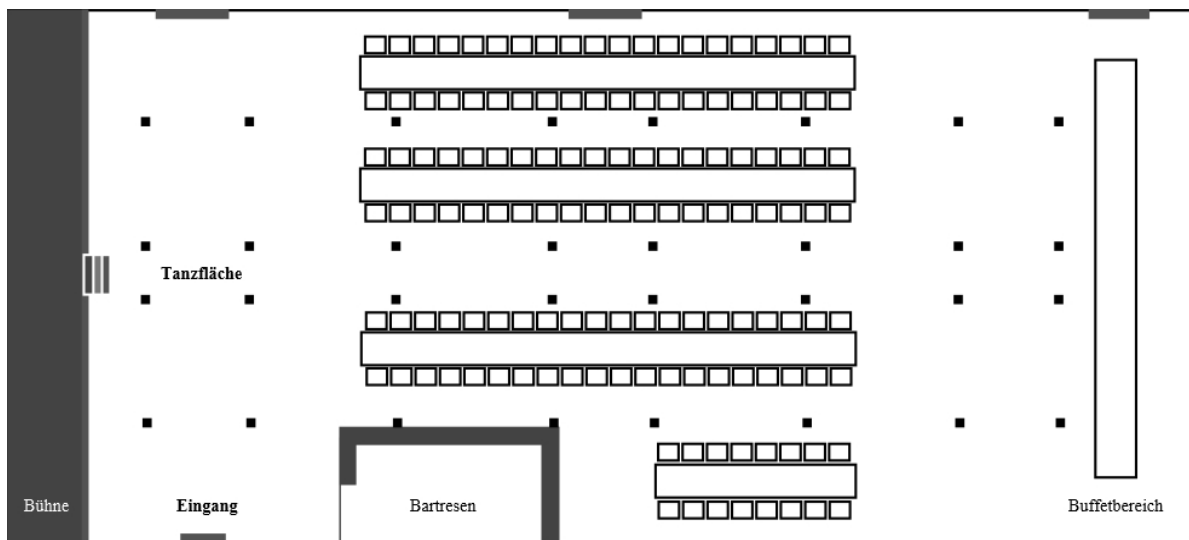 Tanzfläche
Bühne
Eingang
Bartresen
Buffetbereich